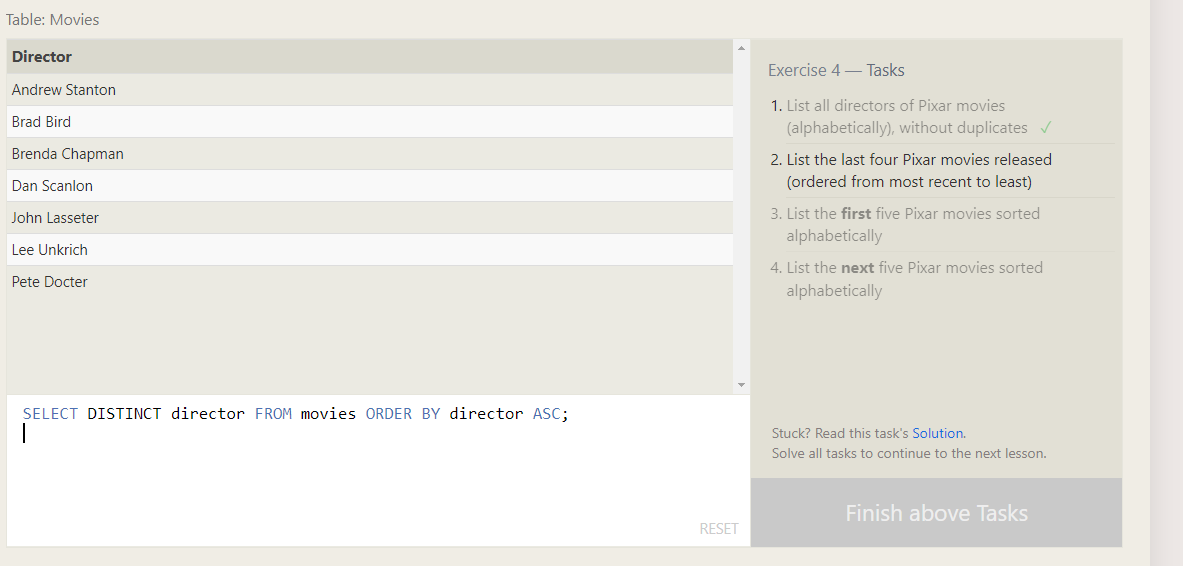 Table: Movies
Director
Andrew Stanton
Brad Bird
Brenda Chapman
Dan Scanlon
John Lasseter
Lee Unkrich
Pete Docter
SELECT DISTINCT director FROM movies ORDER BY director ASC;
RESET
Exercise 4 — Tasks
1. List all directors of Pixar movies
(alphabetically), without duplicates ✓
2. List the last four Pixar movies released
(ordered from most recent to least)
3. List the first five Pixar movies sorted
alphabetically
4. List the next five Pixar movies sorted
alphabetically
Stuck? Read this task's Solution.
Solve all tasks to continue to the next lesson.
Finish above Tasks